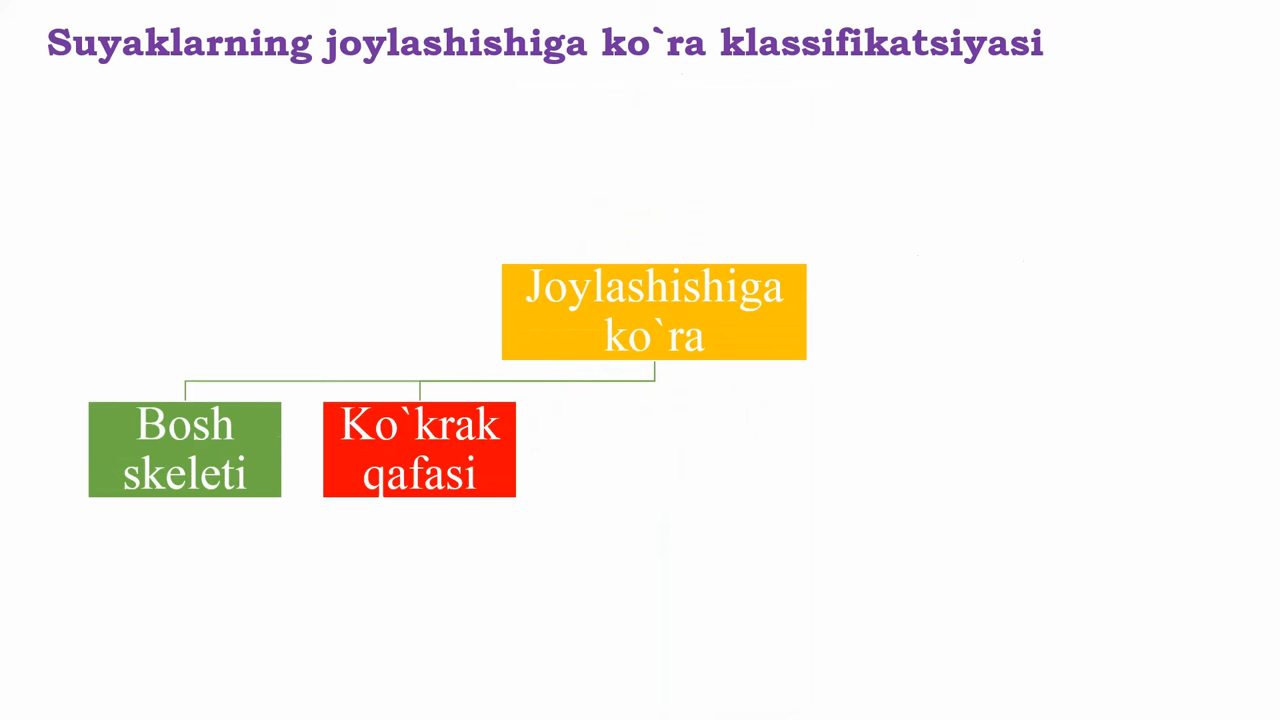 Suyaklarning joylashishiga ko`ra klassifikatsiyasi
Joylashishiga
ko`ra
Bosh
skeleti
Ko`krak
qafasi